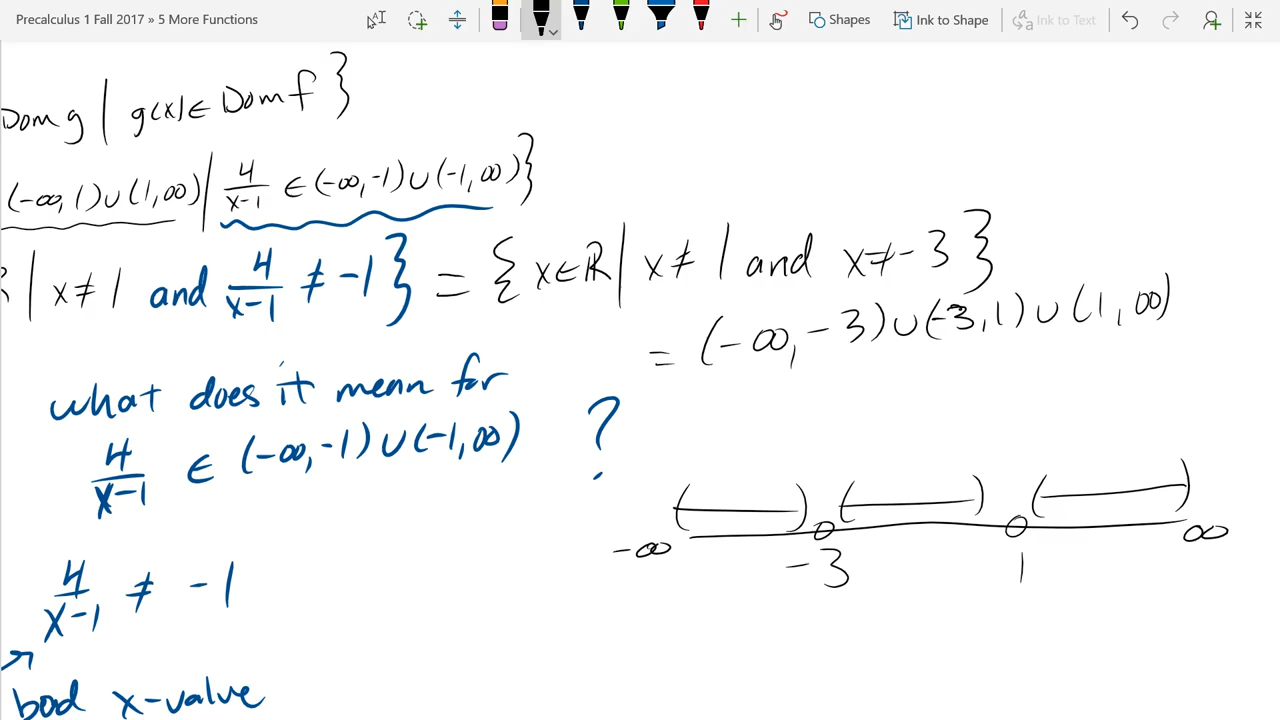 Precalculus 1 Fall 2017 » 5 More Functions
Shapes
Ink to Shape
Ink to Text
Dom g | g(x) ∈ Dom f }
(-∞, 1) ∪ (1, ∞) | 4/(x-1) ∈ (-∞, -1) ∪ (-1, ∞) }
ℝ | x ≠ 1 and 4/(x-1) ≠ -1 } = { x ∈ ℝ | x ≠ 1 and x ≠ -3 }
= (-∞, -3) ∪ (-3, 1) ∪ (1, ∞)
what does it mean for
4/(x-1) ∈ (-∞, -1) ∪ (-1, ∞) ?
-∞ -3 1 ∞
4/(x-1) ≠ -1
bad x-value